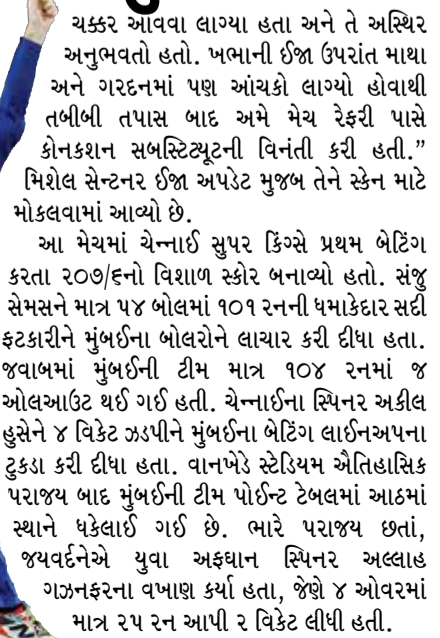 ચક્કર આવવા લાગ્યા હતા અને તે અસ્થિર
અનુભવતો હતો. ખભાની ઈજા ઉપરાંત માથા
અને ગરદનમાં પણ આંચકો લાગ્યો હોવાથી
તબીબી તપાસ બાદ અમે મેચ રેફરી પાસે
કોનકશન સબસ્ટિટ્યૂટની વિનંતી કરી હતી.”
મિશેલ સેન્ટનર ઈજા અપડેટ મુજબ તેને સ્કેન માટે
મોકલવામાં આવ્યો છે.
આ મેચમાં ચેન્નાઈ સુપર કિંગ્સે પ્રથમ બેટિંગ
કરતા ૨૦૭/૬નો વિશાળ સ્કોર બનાવ્યો હતો. સંજુ
સેમસને માત્ર ૫૪ બોલમાં ૧૦૧ રનની ધમાકેદાર સદી
ફટકારીને મુંબઈના બોલરોને લાચાર કરી દીધા હતા.
જવાબમાં મુંબઈની ટીમ માત્ર ૧૦૪ રનમાં જ
ઓલઆઉટ થઈ ગઈ હતી. ચેન્નાઈના સ્પિનર અકીલ
હુસેને ૪ વિકેટ ઝડપીને મુંબઈના બેટિંગ લાઈનઅપના
ટુકડા કરી દીધા હતા. વાનખેડે સ્ટેડિયમ ઐતિહાસિક
પરાજય બાદ મુંબઈની ટીમ પોઈન્ટ ટેબલમાં આઠમાં
સ્થાને ધકેલાઈ ગઈ છે. ભારે પરાજય છતાં,
જયવર્દનેએ યુવા અફઘાન સ્પિનર અલ્લાહ
ગઝનફરના વખાણ કર્યા હતા, જેણે ૪ ઓવરમાં
માત્ર ૨૫ રન આપી ૨ વિકેટ લીધી હતી.